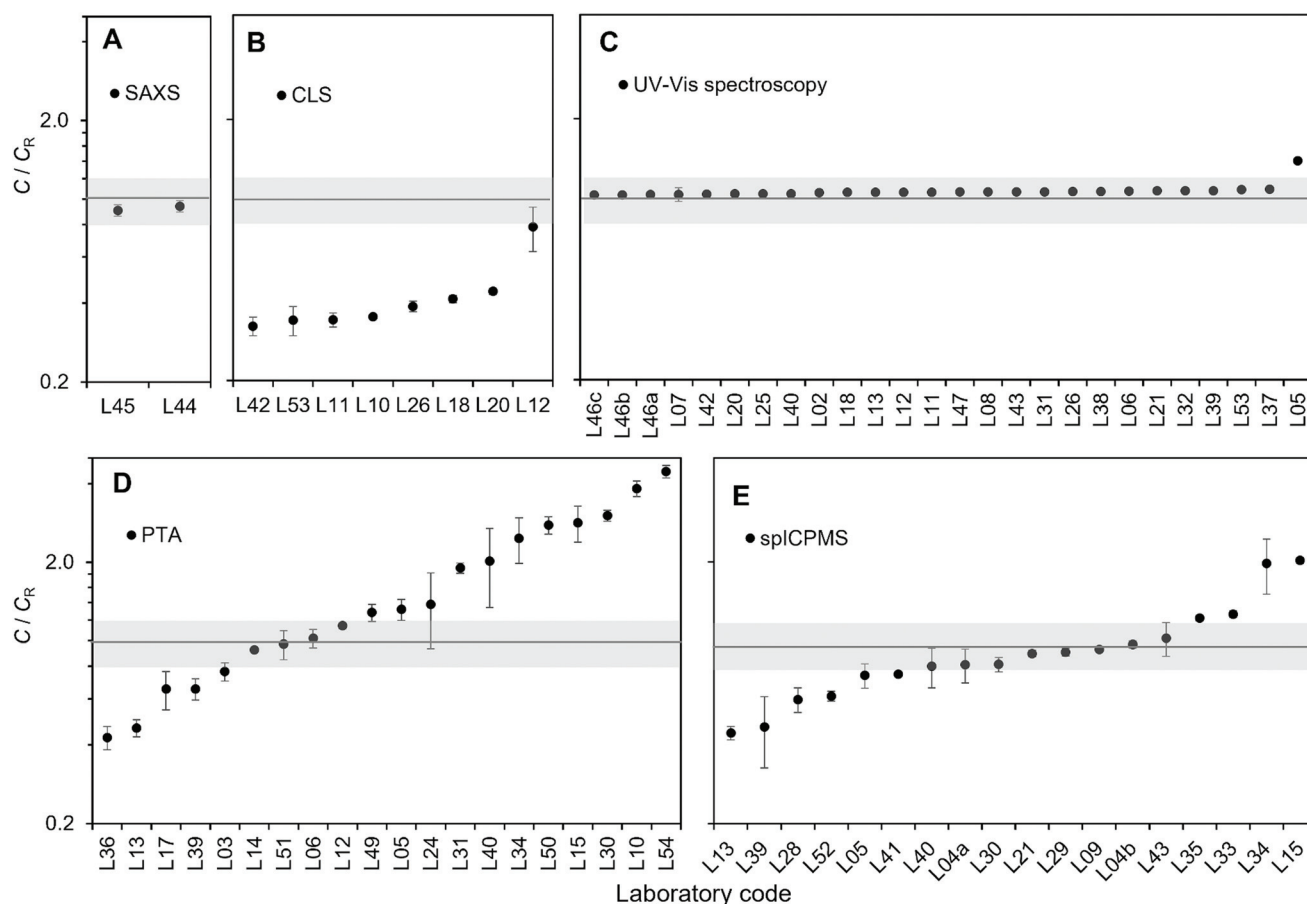 A
SAXS
2.0
C / CR
0.2
L45 L44
B
CLS
L42 L53 L11 L10 L26 L18 L20 L12
C
UV-Vis spectroscopy
L46c L46b L46a L07 L42 L20 L25 L40 L02 L18 L13 L12 L11 L47 L08 L43 L31 L26 L38 L06 L21 L32 L39 L53 L37 L05
D
PTA
2.0
C / CR
0.2
L36 L13 L17 L39 L03 L14 L51 L06 L12 L49 L05 L24 L31 L40 L34 L50 L15 L30 L10 L54
E
spICPMS
L13 L39 L28 L52 L05 L41 L40 L04a L30 L21 L29 L09 L04b L43 L35 L33 L34 L15
Laboratory code